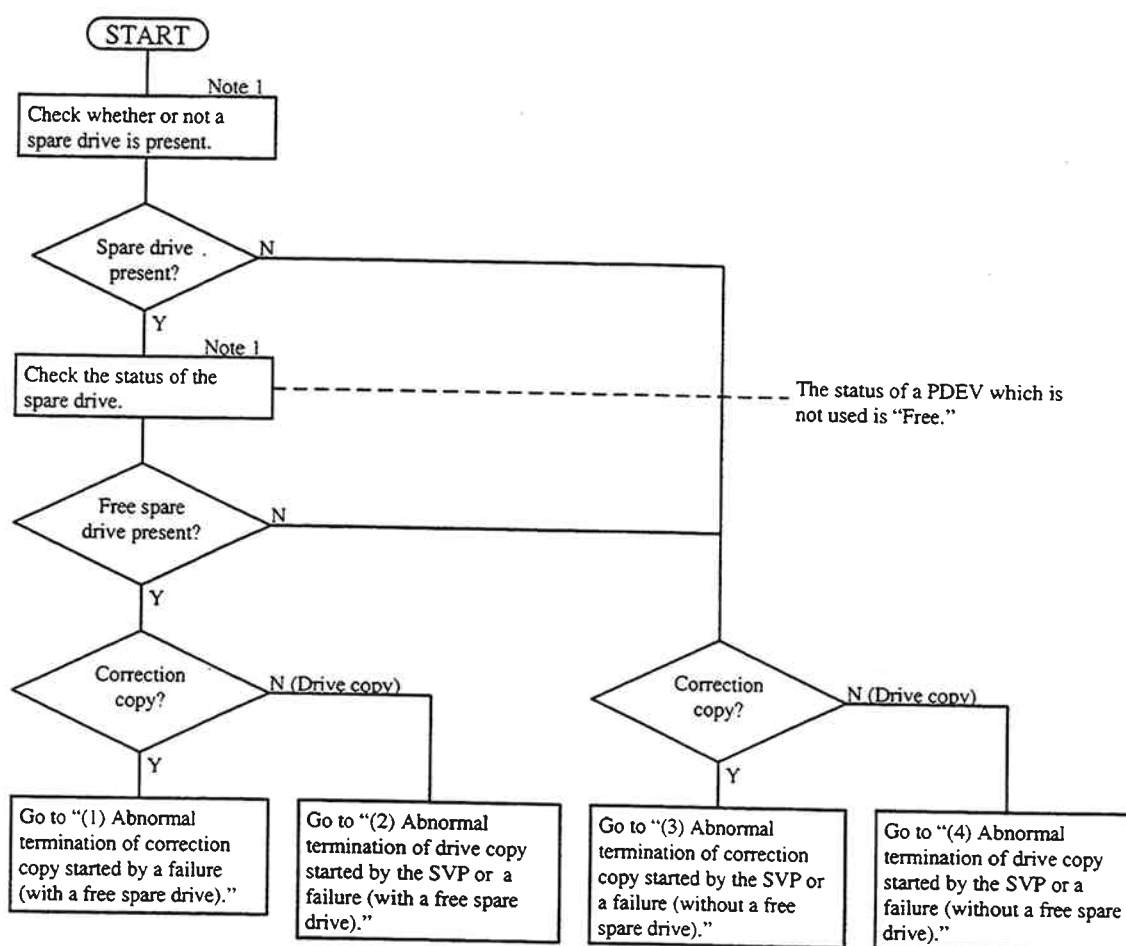 START
Note 1
Check whether or not a
spare drive is present.
Spare drive
present?
N
Y
Note 1
Check the status of the
spare drive.
The status of a PDEV which is
not used is “Free.”
Free spare
drive present?
N
Y
Correction
copy?
N (Drive copy)
Y
Correction
copy?
N (Drive copy)
Y
Go to “(1) Abnormal
termination of correction
copy started by a failure
(with a free spare drive).”
Go to “(2) Abnormal
termination of drive copy
started by the SVP or a
failure (with a free spare
drive).”
Go to “(3) Abnormal
termination of correction
copy started by the SVP or
a failure (without a free
spare drive).”
Go to “(4) Abnormal
termination of drive copy
started by the SVP or a
failure (without a free spare
drive).”